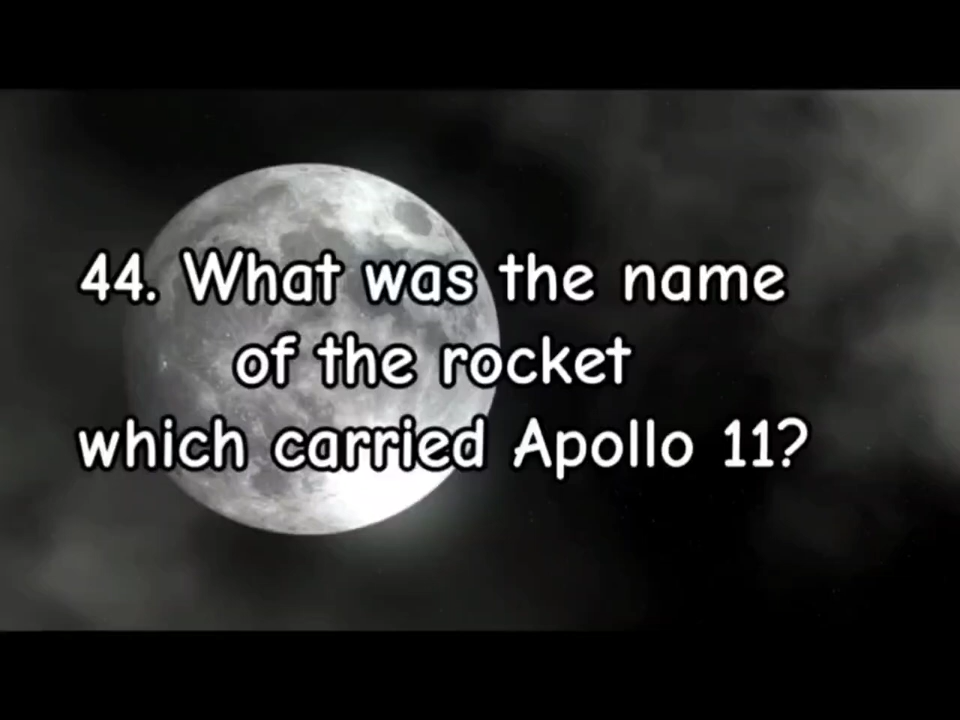 44. What was the name
of the rocket
which carried Apollo 11?